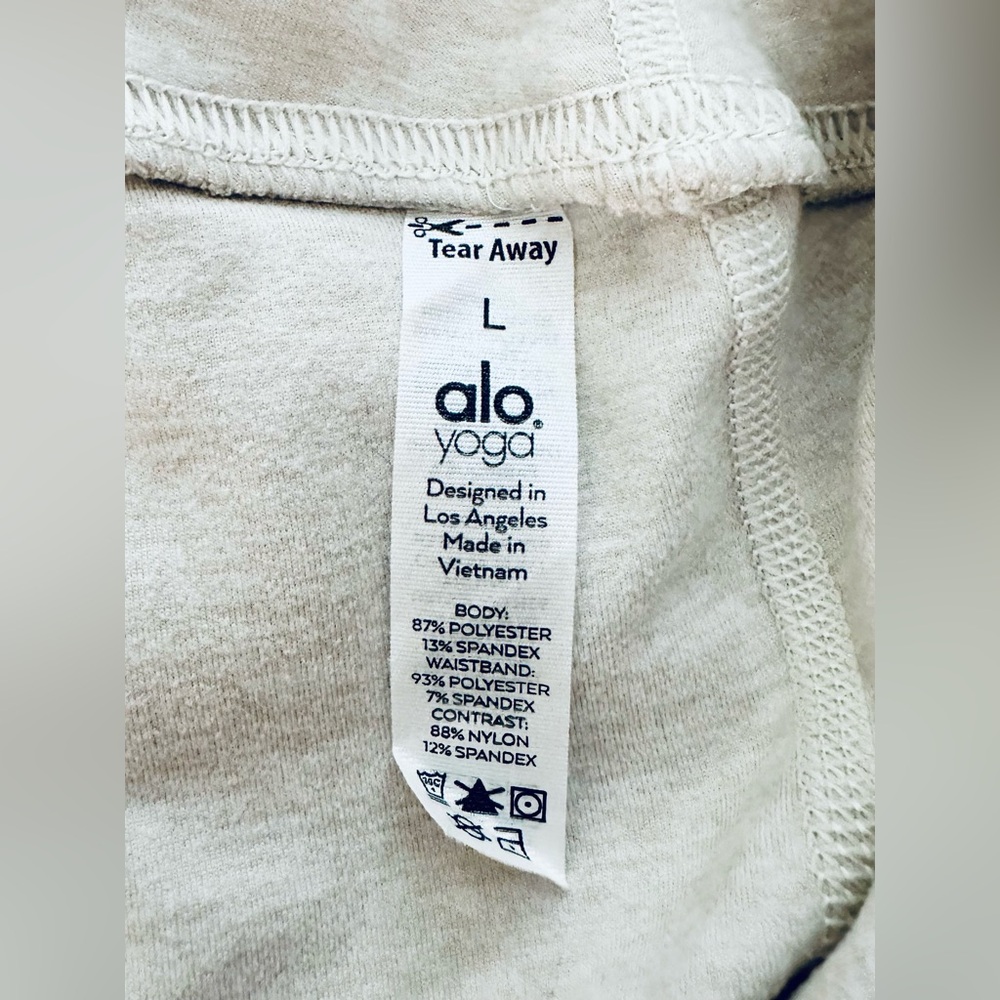 Tear Away
L
alo®
yoga
Designed in
Los Angeles
Made in
Vietnam
BODY:
87% POLYESTER
13% SPANDEX
WAISTBAND:
93% POLYESTER
7% SPANDEX
CONTRAST:
88% NYLON
12% SPANDEX